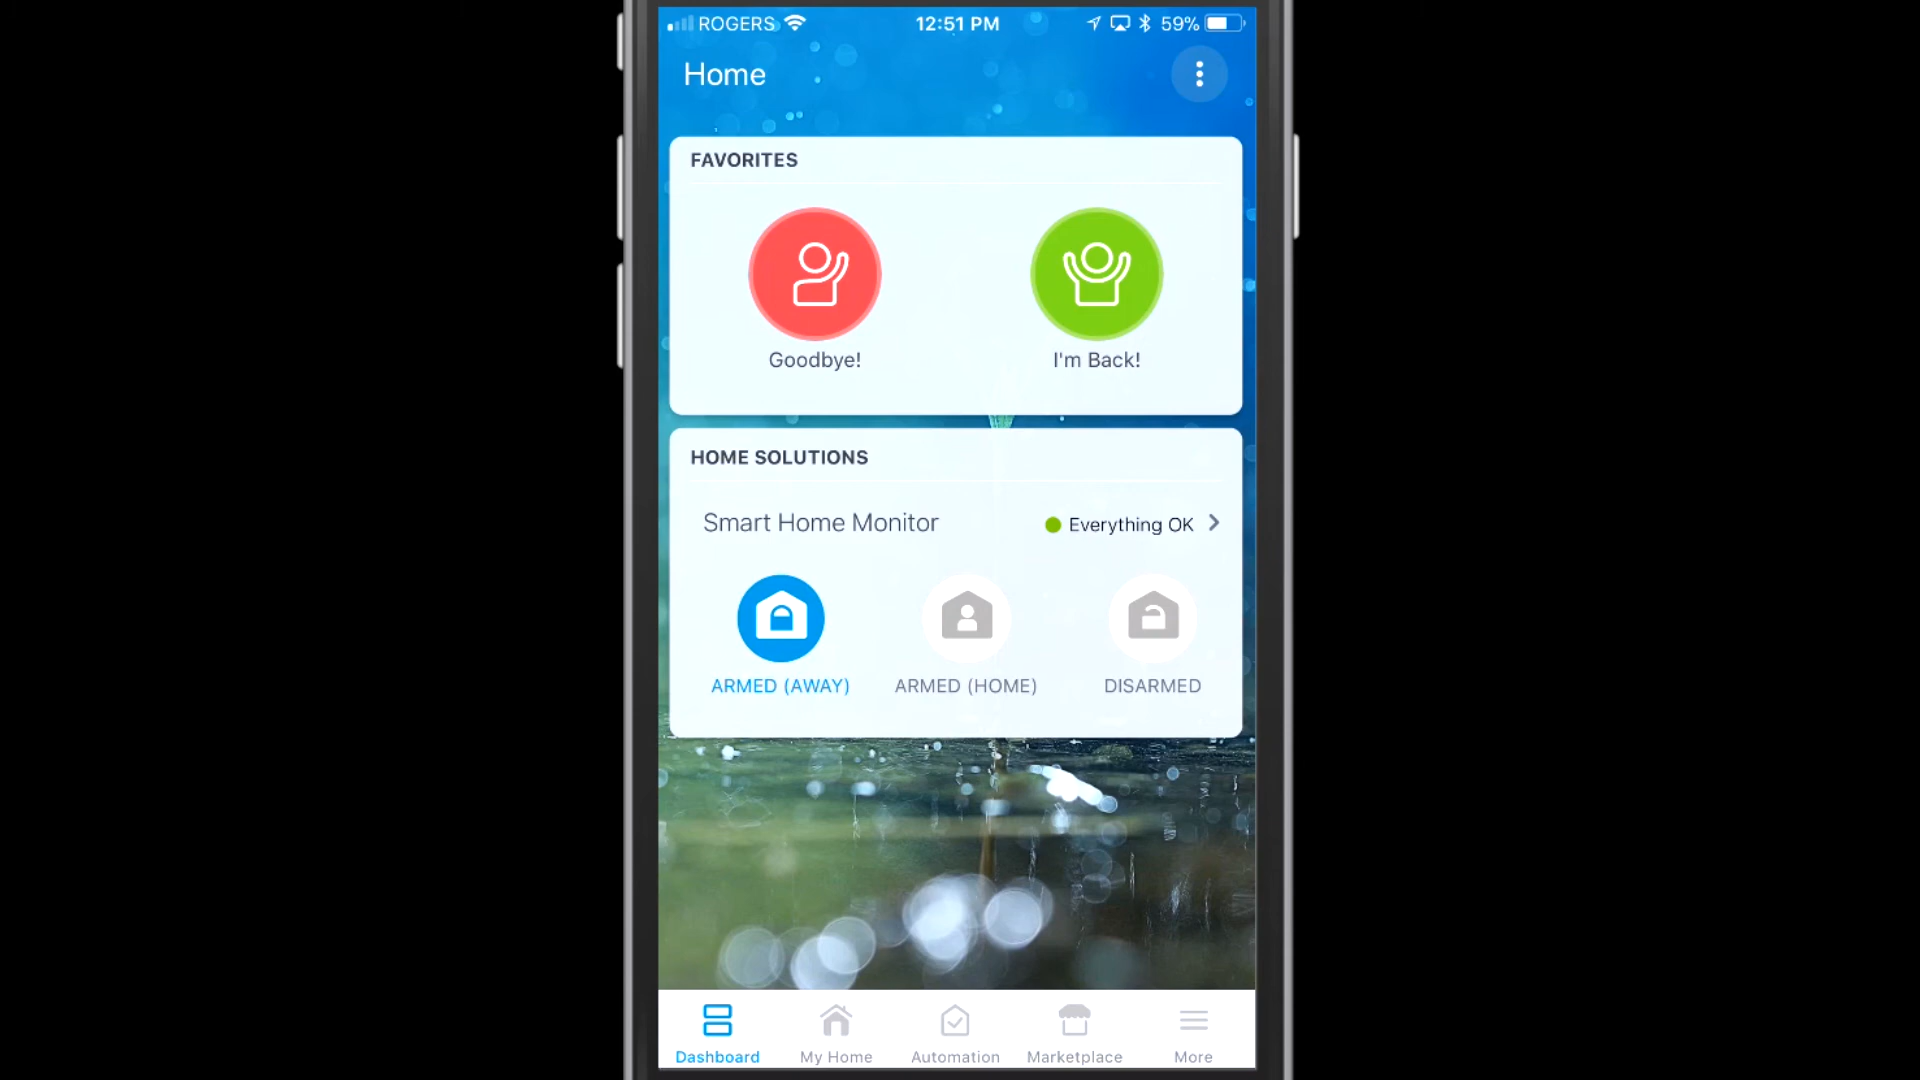 ROGERS 12:51 PM 59%
Home
FAVORITES
Goodbye! I'm Back!
HOME SOLUTIONS
Smart Home Monitor Everything OK
ARMED (AWAY) ARMED (HOME) DISARMED
Dashboard My Home Automation Marketplace More